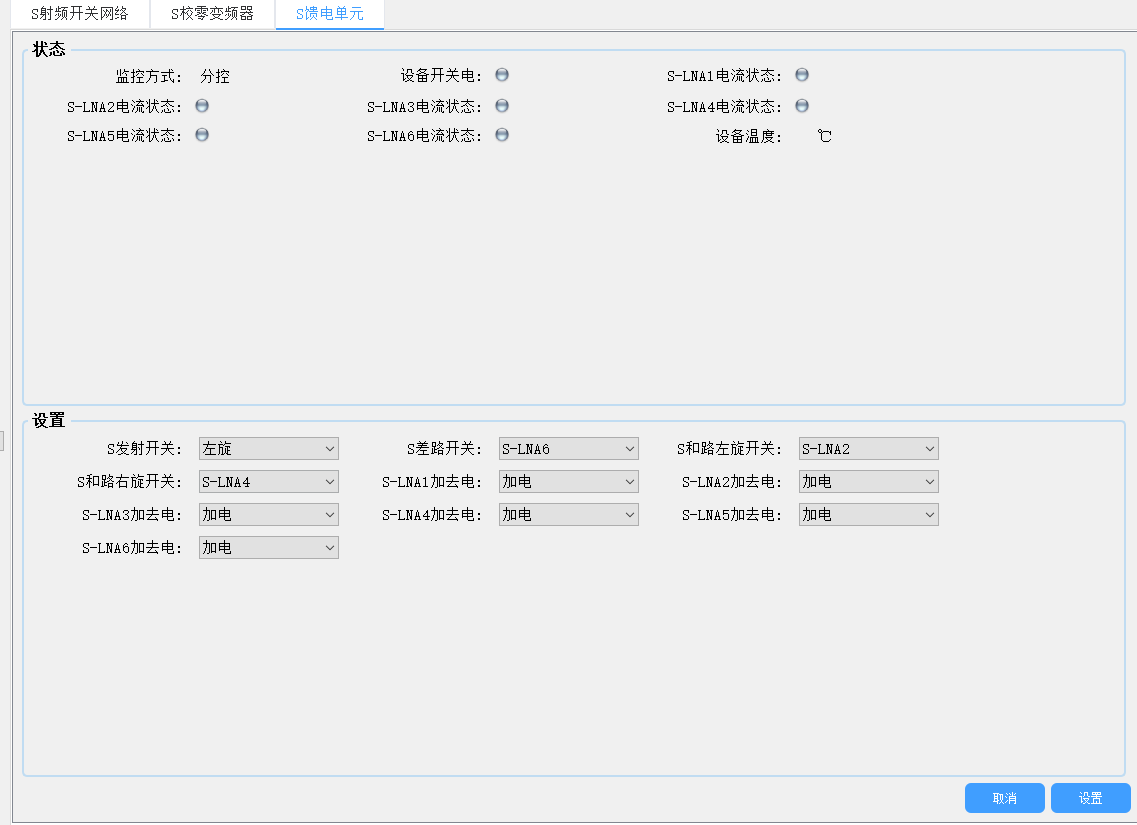 S射频开关网络 S校零变频器 S馈电单元
状态
监控方式: 分控 设备开关电: S-LNA1电流状态:
S-LNA2电流状态: S-LNA3电流状态: S-LNA4电流状态:
S-LNA5电流状态: S-LNA6电流状态: 设备温度: ℃
设置
S发射开关: 左旋 S差路开关: S-LNA6 S和路左旋开关: S-LNA2
S和路右旋开关: S-LNA4 S-LNA1加去电: 加电 S-LNA2加去电: 加电
S-LNA3加去电: 加电 S-LNA4加去电: 加电 S-LNA5加去电: 加电
S-LNA6加去电: 加电
取消 设置